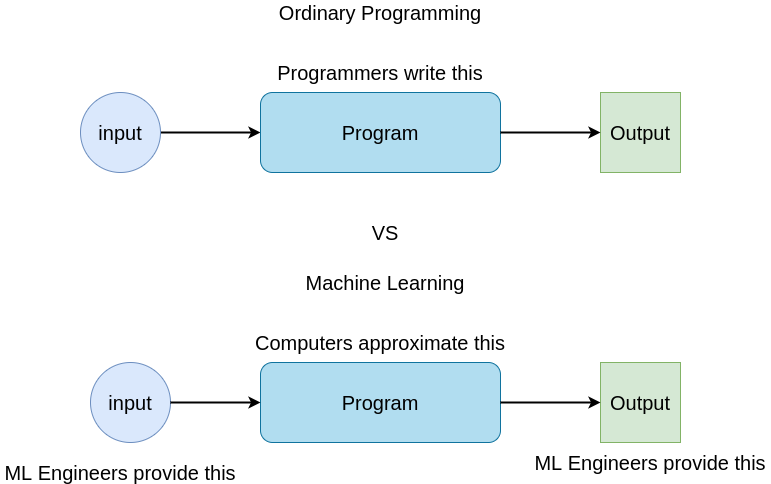 Ordinary Programming
Programmers write this
input
Program
Output
VS
Machine Learning
Computers approximate this
input
Program
Output
ML Engineers provide this
ML Engineers provide this